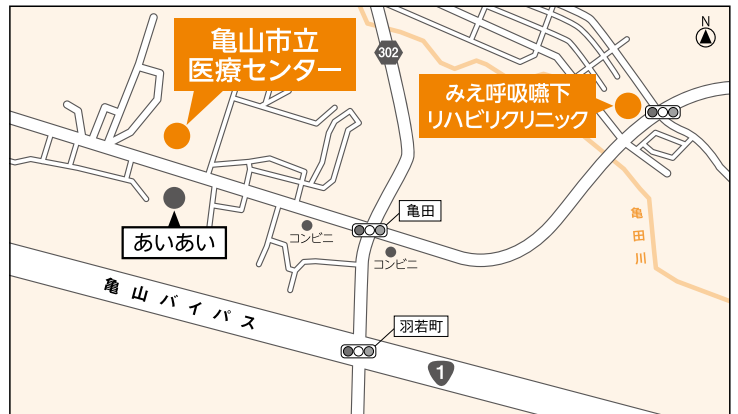 N
亀山市立
医療センター
302
みえ呼吸嚥下
リハビリクリニック
亀田
あいあい
コンビニ
コンビニ
亀田川
亀山バイパス
羽若町
1